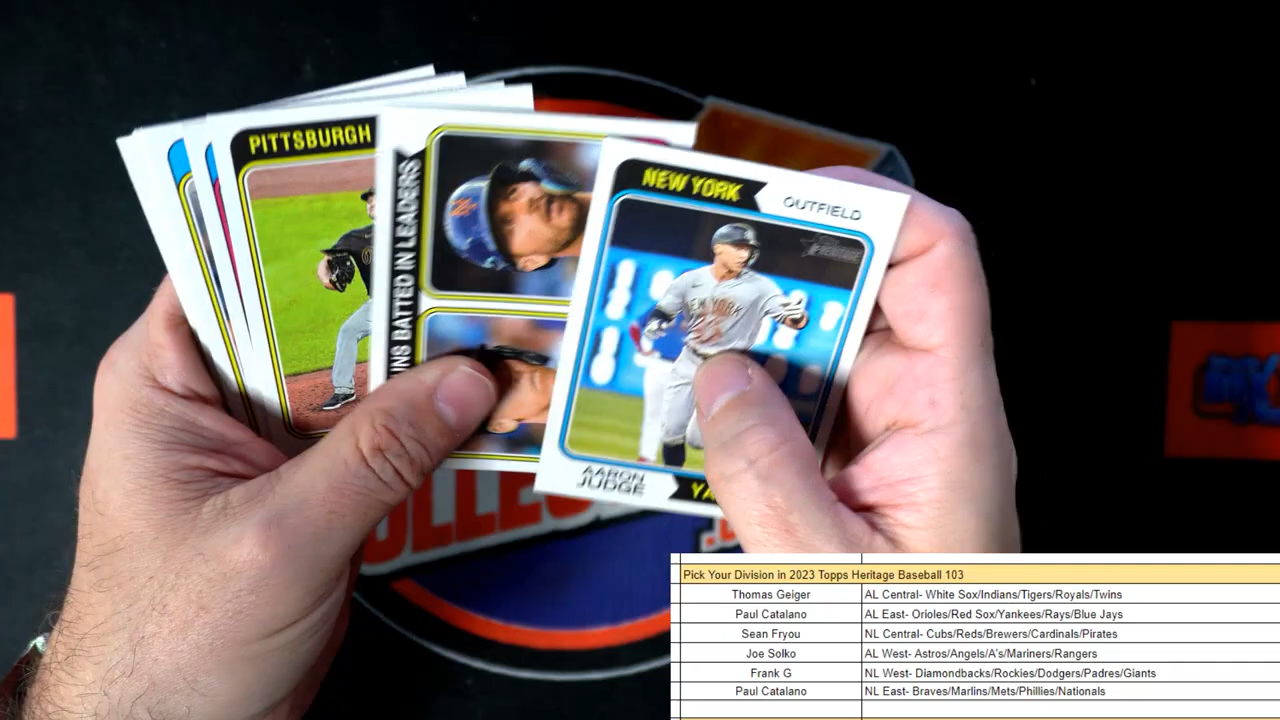 PITTSBURGH
NEW YORK
OUTFIELD
BATTED IN LEADERS
AARON
JUDGE
Pick Your Division in 2023 Topps Heritage Baseball 103
Thomas Geiger AL Central- White Sox/Indians/Tigers/Royals/Twins
Paul Catalano AL East- Orioles/Red Sox/Yankees/Rays/Blue Jays
Sean Fryou NL Central- Cubs/Reds/Brewers/Cardinals/Pirates
Joe Solko AL West- Astros/Angels/A's/Mariners/Rangers
Frank G NL West- Diamondbacks/Rockies/Dodgers/Padres/Giants
Paul Catalano NL East- Braves/Marlins/Mets/Phillies/Nationals